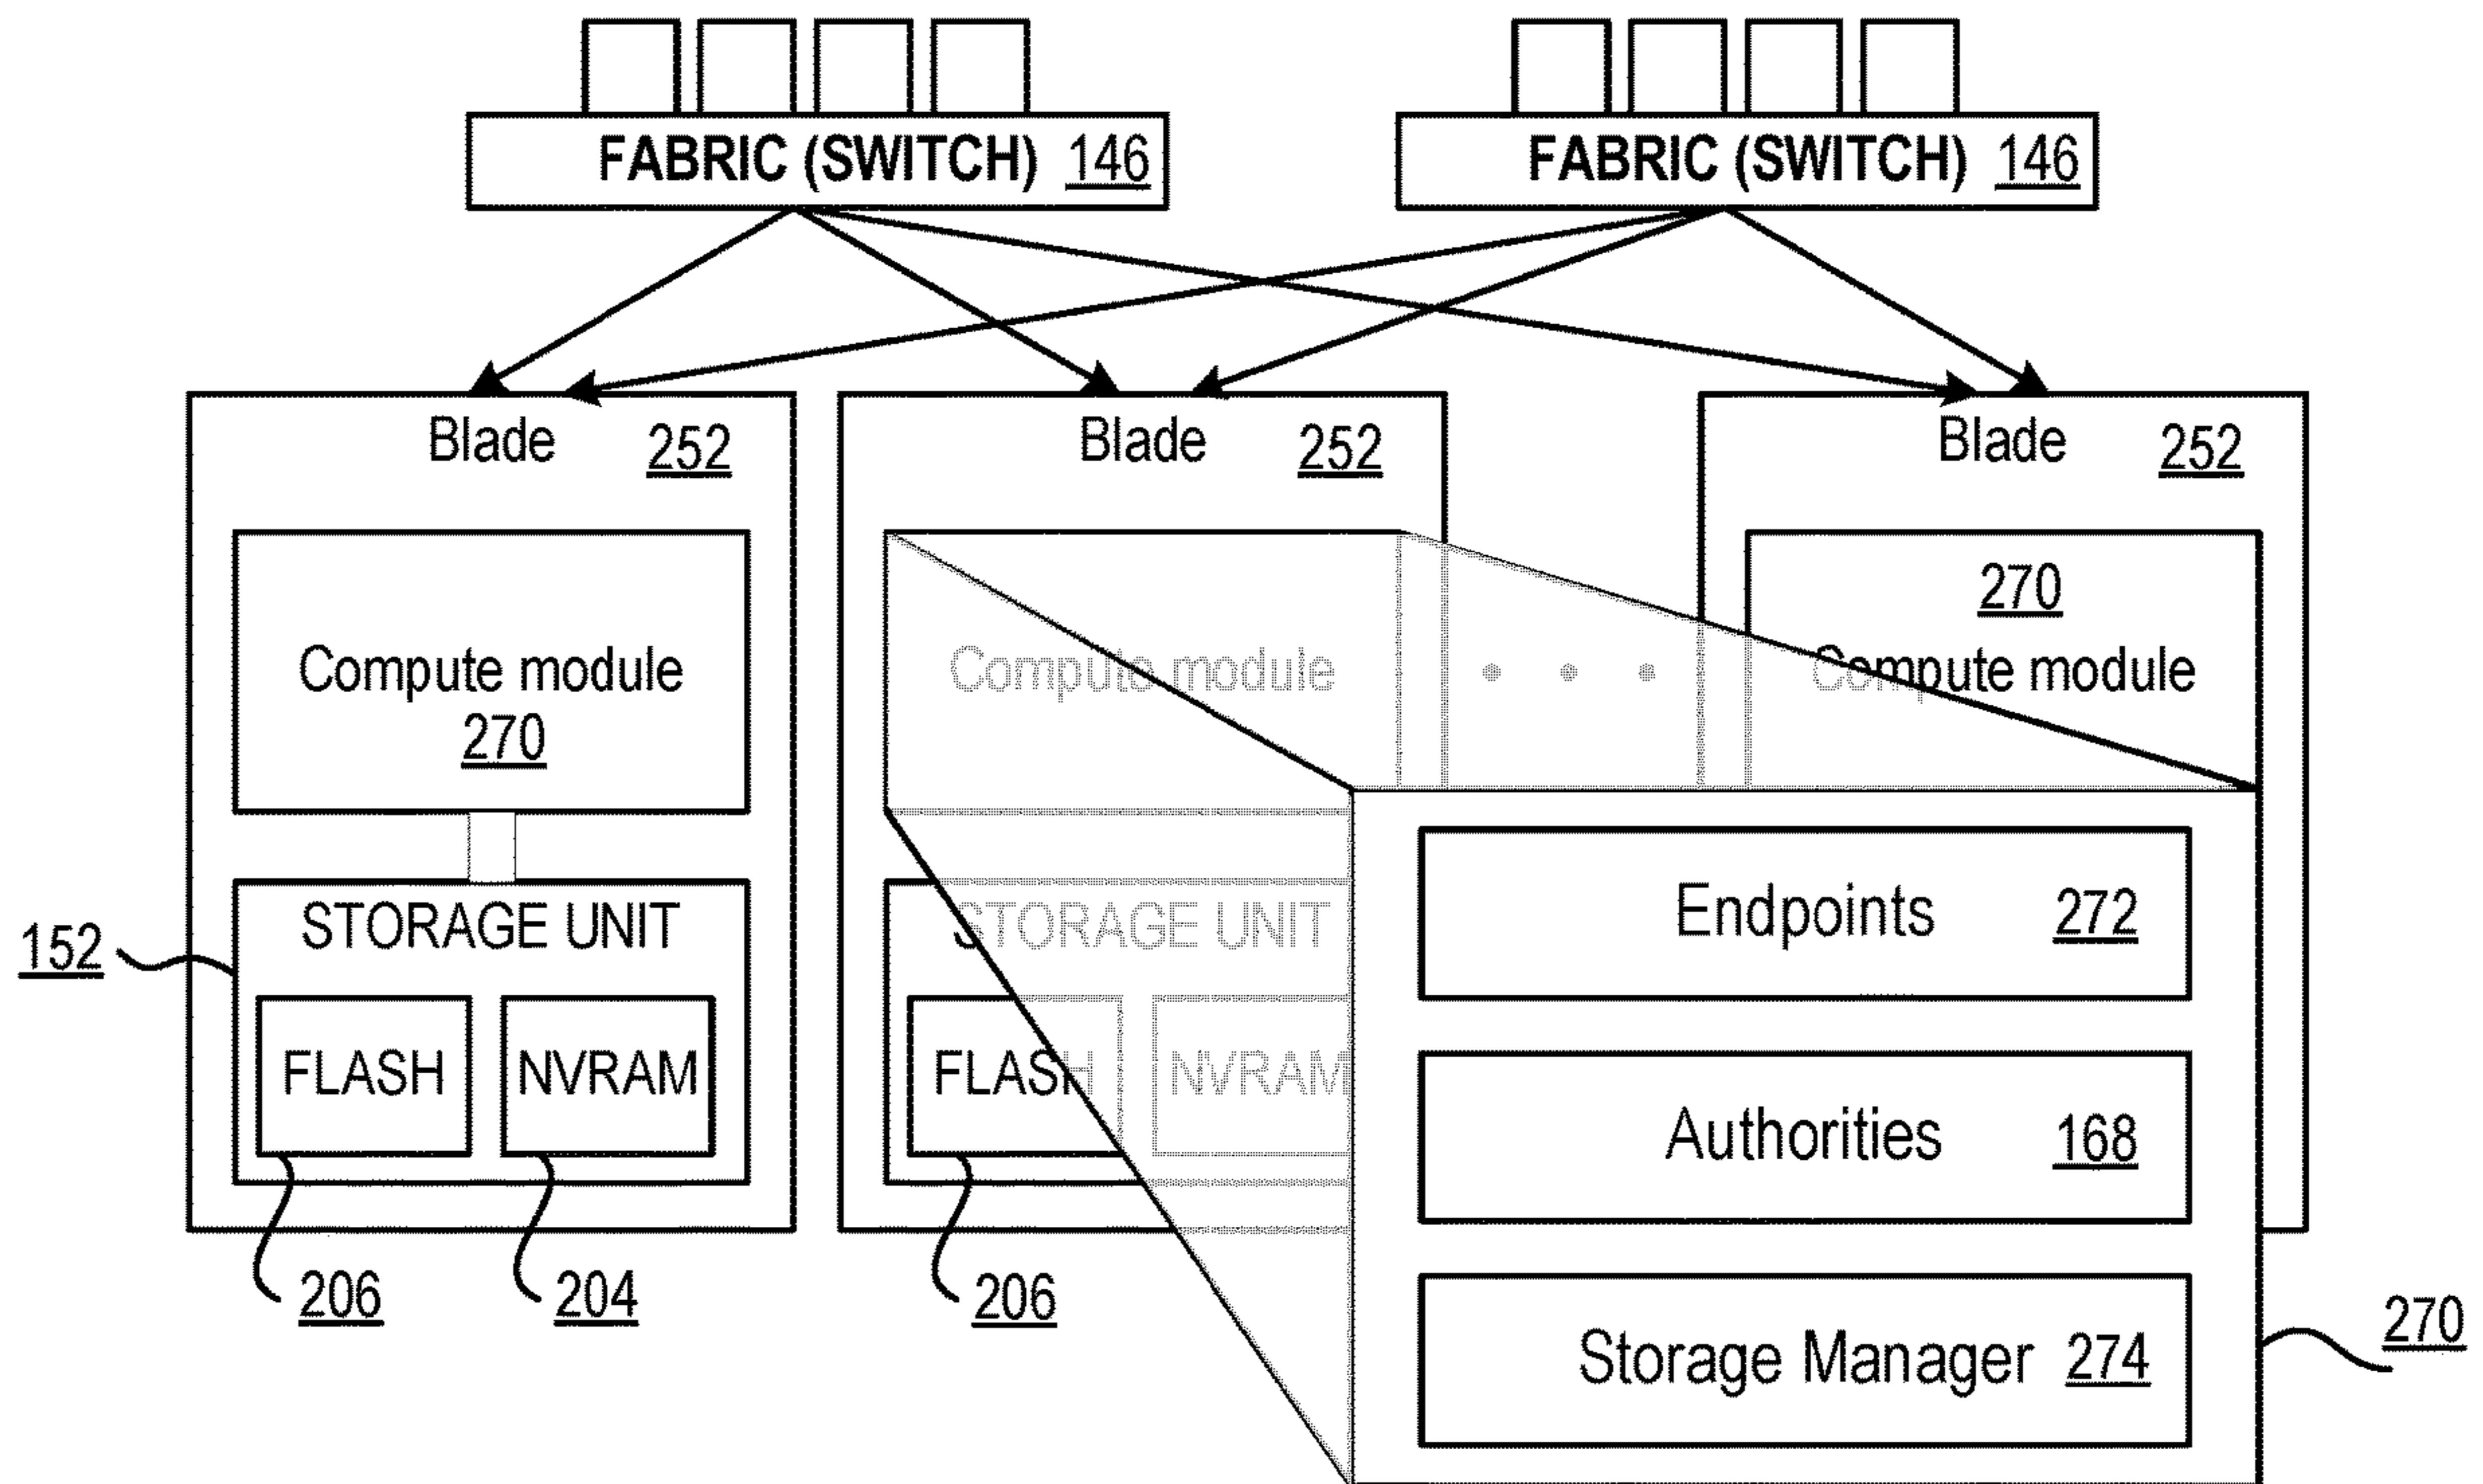 FABRIC (SWITCH) 146
FABRIC (SWITCH) 146
Blade 252
Compute module
270
STORAGE UNIT
152
FLASH
NVRAM
206
204
Blade 252
Compute module
STORAGE UNIT
FLASH
NVRAM
206
Blade 252
270
Compute module
Endpoints 272
Authorities 168
Storage Manager 274
270